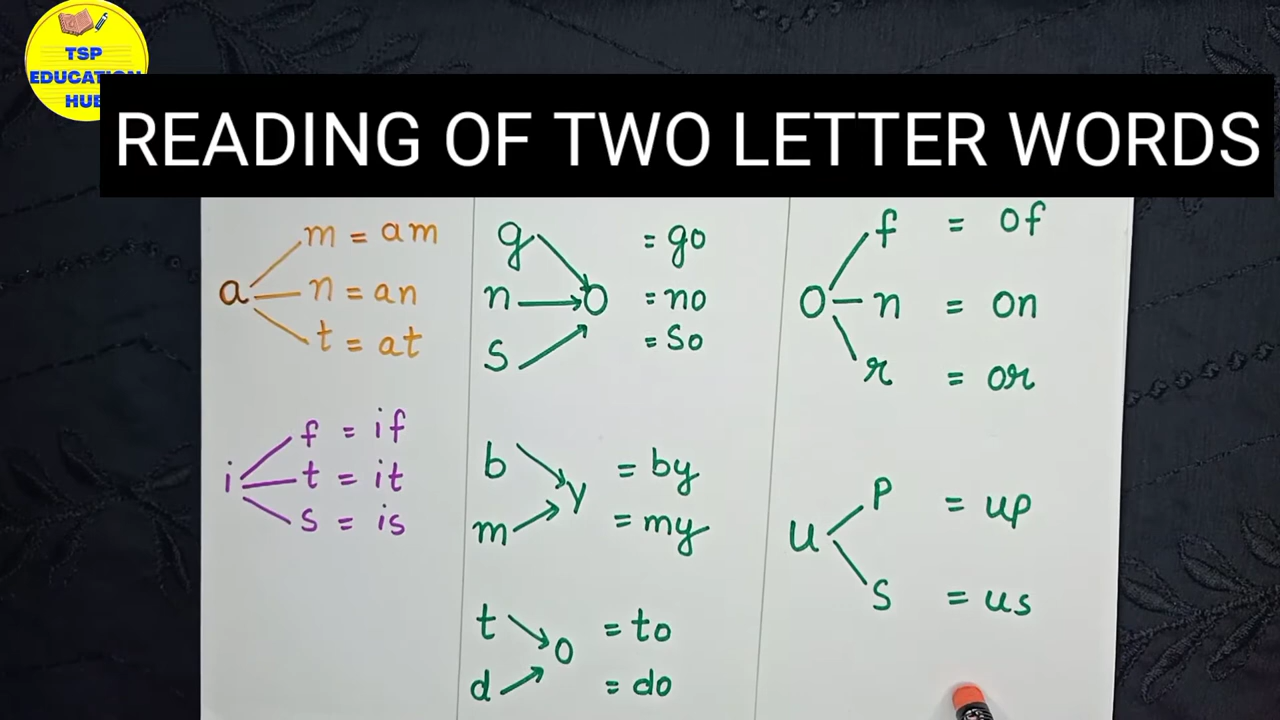 TSP
EDUCATION
HUB
READING OF TWO LETTER WORDS
a
m = am
n = an
t = at
i
f = if
t = it
s = is
g = go
n o = no
s = so
b = by
y
m = my
t = to
o
d = do
f = of
o n = on
r = or
p = up
u
s = us